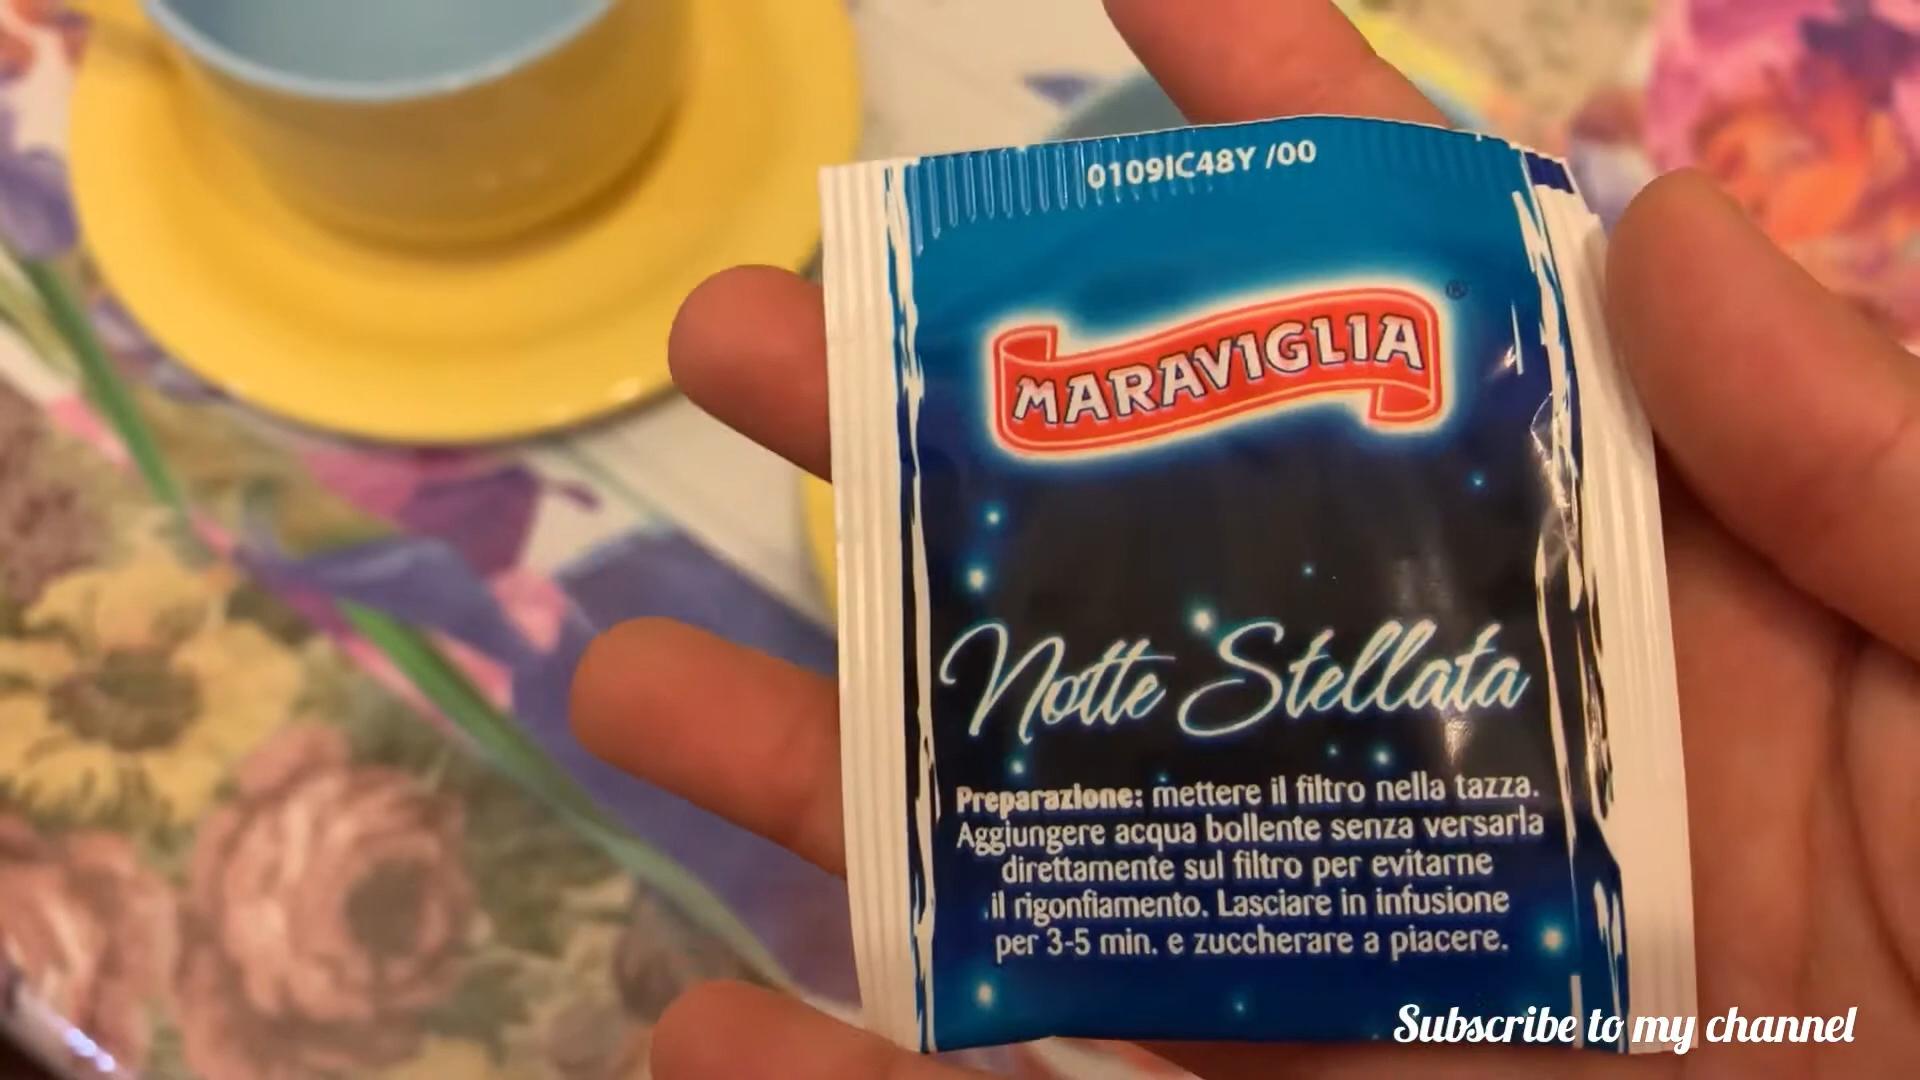 0109IC48Y /00
MARAVIGLIA
®
Notte Stellata
Preparazione: mettere il filtro nella tazza.
Aggiungere acqua bollente senza versarla
direttamente sul filtro per evitarne
il rigonfiamento. Lasciare in infusione
per 3-5 min. e zuccherare a piacere.
Subscribe to my channel